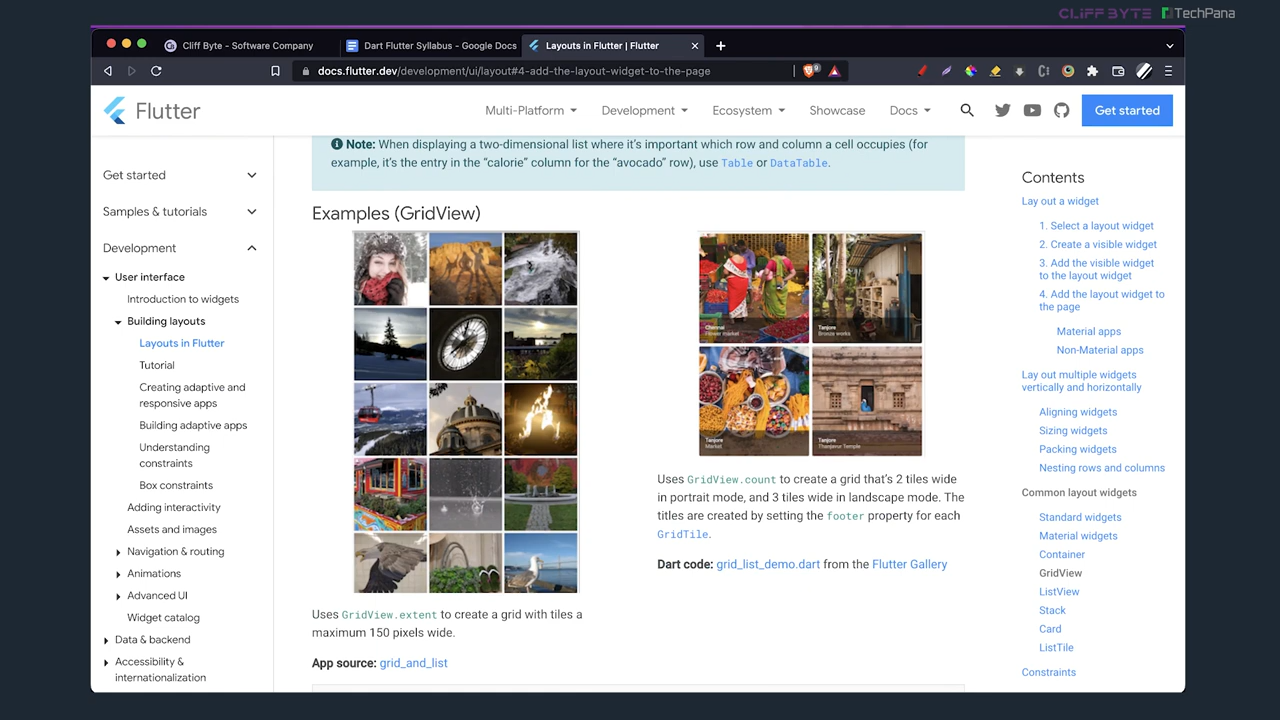 CLIFF BYTE TechPana
Cliff Byte - Software Company
Dart Flutter Syllabus - Google Docs
Layouts in Flutter | Flutter
docs.flutter.dev/development/ui/layout#4-add-the-layout-widget-to-the-page
9
Flutter
Multi-Platform
Development
Ecosystem
Showcase
Docs
Get started
Get started
Samples & tutorials
Development
User interface
Introduction to widgets
Building layouts
Layouts in Flutter
Tutorial
Creating adaptive and
responsive apps
Building adaptive apps
Understanding
constraints
Box constraints
Adding interactivity
Assets and images
Navigation & routing
Animations
Advanced UI
Widget catalog
Data & backend
Accessibility &
internationalization
Note: When displaying a two-dimensional list where it's important which row and column a cell occupies (for
example, it's the entry in the “calorie” column for the “avocado” row), use Table or DataTable.
Examples (GridView)
Uses GridView.extent to create a grid with tiles a
maximum 150 pixels wide.
App source: grid_and_list
Chennai
Flower market
Tanjore
Bronze works
Tanjore
Market
Tanjore
Thanjavur Temple
Uses GridView.count to create a grid that's 2 tiles wide
in portrait mode, and 3 tiles wide in landscape mode. The
titles are created by setting the footer property for each
GridTile.
Dart code: grid_list_demo.dart from the Flutter Gallery
Contents
Lay out a widget
1. Select a layout widget
2. Create a visible widget
3. Add the visible widget
to the layout widget
4. Add the layout widget to
the page
Material apps
Non-Material apps
Lay out multiple widgets
vertically and horizontally
Aligning widgets
Sizing widgets
Packing widgets
Nesting rows and columns
Common layout widgets
Standard widgets
Material widgets
Container
GridView
ListView
Stack
Card
ListTile
Constraints